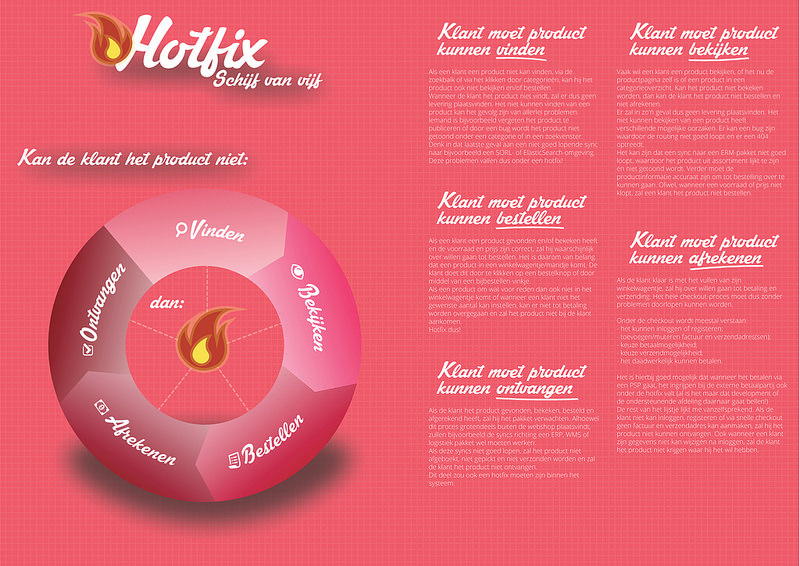 Hotfix
Schijf van vijf
Kan de klant het product niet:
Vinden
Bekijken
Bestellen
Afrekenen
Ontvangen
dan:
Klant moet product
kunnen vinden
Als een klant een product niet kan vinden, via de
zoekbalk of via het klikken door categorieën, kan hij het
product ook niet bekijken en/of bestellen.
Wanneer de klant het product niet vindt, zal er dus geen
levering plaatsvinden. Het niet kunnen vinden van een
product kan het gevolg zijn van allerlei problemen.
Iemand is bijvoorbeeld vergeten het product te
publiceren of door een bug wordt het product niet
getoond onder een categorie of in een zoekvenster.
Denk in dat laatste geval aan een niet goed lopende sync
naar bijvoorbeeld een SORL- of ElasticSearch omgeving.
Deze problemen vallen dus onder een hotfix!
Klant moet product
kunnen bestellen
Als een klant een product gevonden en/of bekeken heeft
en de voorraad en prijs zijn correct, zal hij waarschijnlijk
over willen gaan tot bestellen. Het is daarom van belang
dat een product in een winkelwagentje/mandje komt. De
klant doet dit door te klikken op een bestelknop of door
middel van een bijbestellen-vinkje.
Als een product om wat voor reden dan ook niet in het
winkelwagentje komt of wanneer een klant niet het
gewenste aantal kan instellen, kan er niet tot betaling
worden overgegaan en zal het product niet bij de klant
aankomen.
Hotfix dus!
Klant moet product
kunnen ontvangen
Als de klant het product gevonden, bekeken, besteld en
afgerekend heeft, zal hij het pakket verwachten. Alhoewel
dit proces grotendeels buiten de webshop plaatsvindt,
zullen bijvoorbeeld de syncs richting een ERP, WMS of
logistiek pakket wel moeten werken.
Als deze syncs niet goed lopen, zal het product niet
afgeboekt, niet gepickt en niet verzonden worden en zal
de klant het product niet ontvangen.
Dit deel zou ook een hotfix moeten zijn binnen het
systeem.
Klant moet product
kunnen bekijken
Vaak wil een klant een product bekijken, of het nu de
productpagina zelf is of een product in een
categorieoverzicht. Kan het product niet bekeken
worden, dan kan de klant het product niet bestellen en
niet afrekenen.
Er zal in zo'n geval dus geen levering plaatsvinden. Het
niet kunnen bekijken van een product heeft
verschillende mogelijke oorzaken. Er kan een bug zijn
waardoor de routing niet goed loopt en er een 404
optreedt.
Het kan zijn dat een sync naar een ERM-pakket niet goed
loopt, waardoor het product uit assortiment lijkt te zijn
en niet getoond wordt. Verder moet de
productinformatie accuraat zijn om tot bestelling over te
kunnen gaan. Ofwel, wanneer een voorraad of prijs niet
klopt, zal een klant het product niet bestellen.
Klant moet product
kunnen afrekenen
Als de klant klaar is met het vullen van zijn
winkelwagentje, zal hij over willen gaan tot betaling en
verzending. Het hele checkout-proces moet dus zonder
problemen doorlopen kunnen worden.
Onder de checkout wordt meestal verstaan:
- het kunnen inloggen of registeren;
- toevoegen/muteren factuur en verzendadres(sen);
- keuze betaalmogelijkheid;
- keuze verzendmogelijkheid;
- het daadwerkelijk kunnen betalen.
Het is hierbij goed mogelijk dat wanneer het betalen via
een PSP gaat, het ingrijpen bij de externe betaalpartij ook
onder de hotfix valt (al is het maar dat development of
de ondersteunende afdeling daarnaar gaat bellen!)
De rest van het lijstje lijkt me vanzelfsprekend. Als de
klant niet kan inloggen, registeren of via snelle checkout
geen factuur en verzendadres kan aanmaken, zal hij het
product niet kunnen ontvangen. Ook wanneer een klant
zijn gegevens niet kan wijzigen na inloggen, zal de klant
het product niet krijgen waar hij het wil hebben.